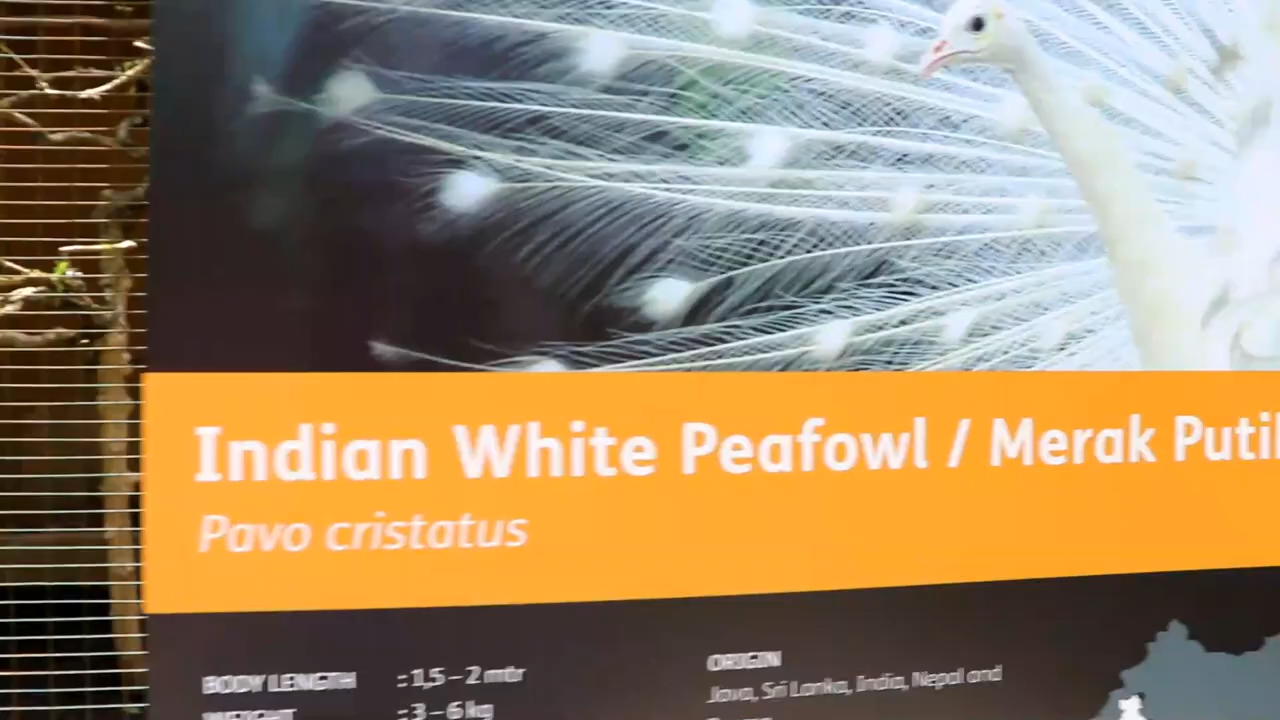 Indian White Peafowl / Merak Puti
Pavo cristatus
BODY LENGTH : 1,5 – 2 mtr
WEIGHT : 3 – 6 kg
ORIGIN
Java, Sri Lanka, India, Nepal and